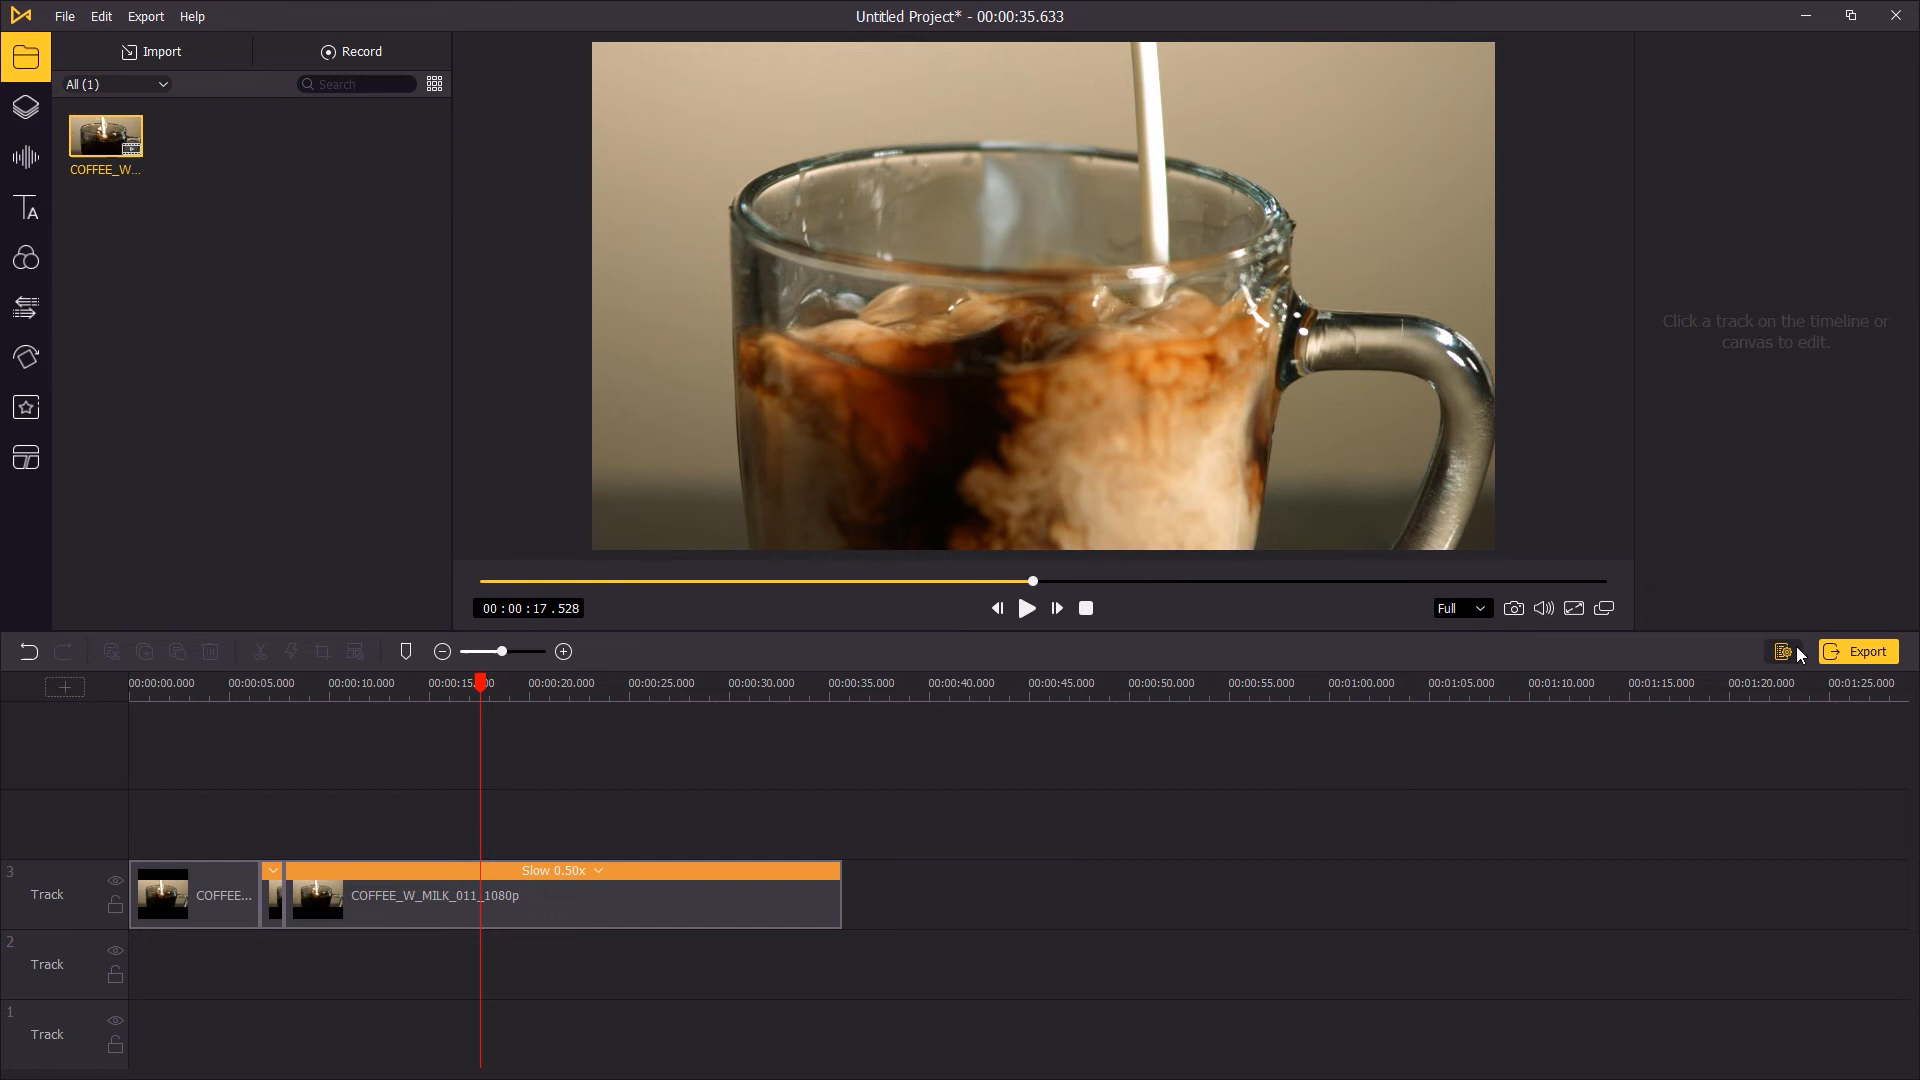 File Edit Export Help
Untitled Project* - 00:00:35.633
Import Record
All (1) Search
COFFEE_W...
Click a track on the timeline or
canvas to edit.
00 : 00 : 17 . 528
Full
Export
00:00:00.000 00:00:05.000 00:00:10.000 00:00:15. 00 00:00:20.000 00:00:25.000 00:00:30.000 00:00:35.000 00:00:40.000 00:00:45.000 00:00:50.000 00:00:55.000 00:01:00.000 00:01:05.000 00:01:10.000 00:01:15.000 00:01:20.000 00:01:25.000
3
Slow 0.50x
Track COFFEE... COFFEE_W_MILK_011_1080p
2
Track
1
Track